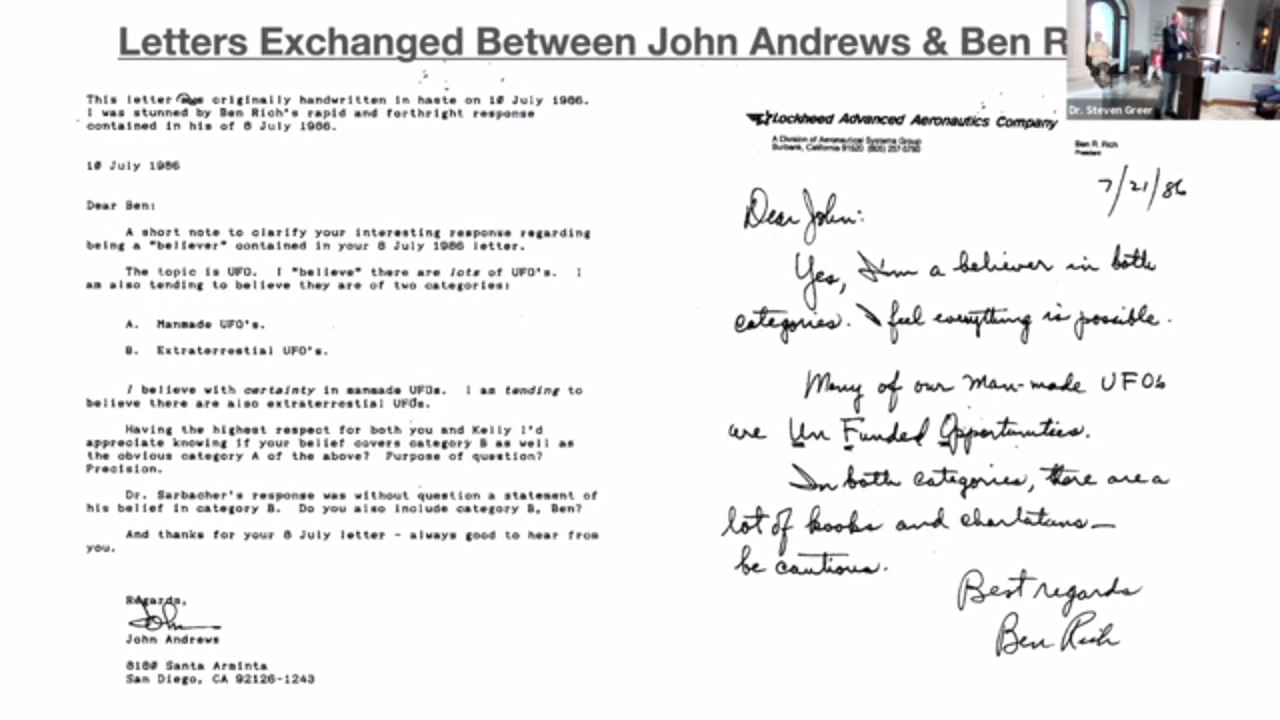 Letters Exchanged Between John Andrews & Ben R
Dr. Steven Greer
This letter was originally handwritten in haste on 10 July 1986.
I was stunned by Ben Rich's rapid and forthright response
contained in his of 8 July 1986.
10 July 1986
Dear Ben:
A short note to clarify your interesting response regarding
being a "believer" contained in your 8 July 1986 letter.
The topic is UFO. I "believe" there are lots of UFO's. I
am also tending to believe they are of two categories:
A. Manmade UFO's.
B. Extraterrestial UFO's.
I believe with certainty in manmade UFOs. I am tending to
believe there are also extraterrestial UFOs.
Having the highest respect for both you and Kelly I'd
appreciate knowing if your belief covers category B as well as
the obvious category A of the above? Purpose of question?
Precision.
Dr. Sarbacher's response was without question a statement of
his belief in category B. Do you also include category B, Ben?
And thanks for your 8 July letter - always good to hear from
you.
Regards,
John
John Andrews
8180 Santa Arminta
San Diego, CA 92126-1243
Lockheed Advanced Aeronautics Company
A Division of Aeronautical Systems Group
Burbank, California 91520
Ben R. Rich
President
7/21/86
Dear John:
Yes, I'm a believer in both
categories. I feel everything is possible.
Many of our man-made UFO's
are Un Funded Opportunities.
In both categories, there are a
lot of kooks and charlatans—
be cautious.
Best regards
Ben Rich